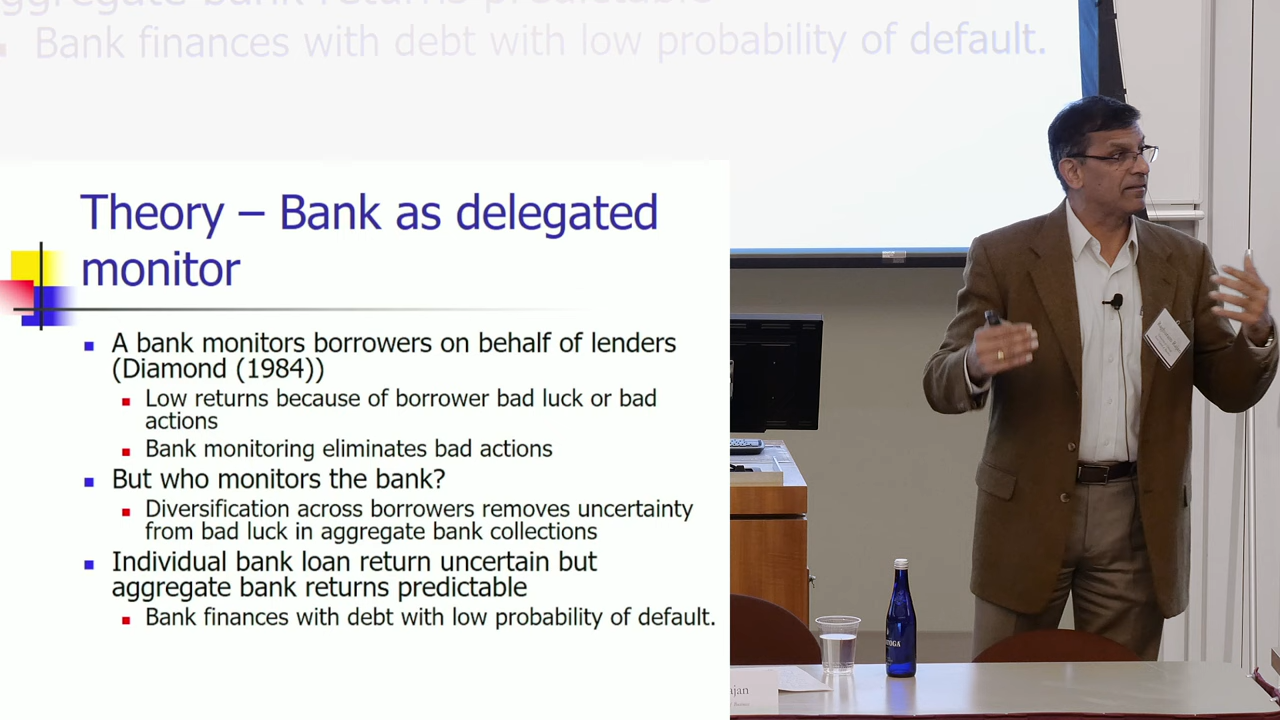 Bank finances with debt with low probability of default.
Theory – Bank as delegated
monitor
A bank monitors borrowers on behalf of lenders
(Diamond (1984))
Low returns because of borrower bad luck or bad
actions
Bank monitoring eliminates bad actions
But who monitors the bank?
Diversification across borrowers removes uncertainty
from bad luck in aggregate bank collections
Individual bank loan return uncertain but
aggregate bank returns predictable
Bank finances with debt with low probability of default.